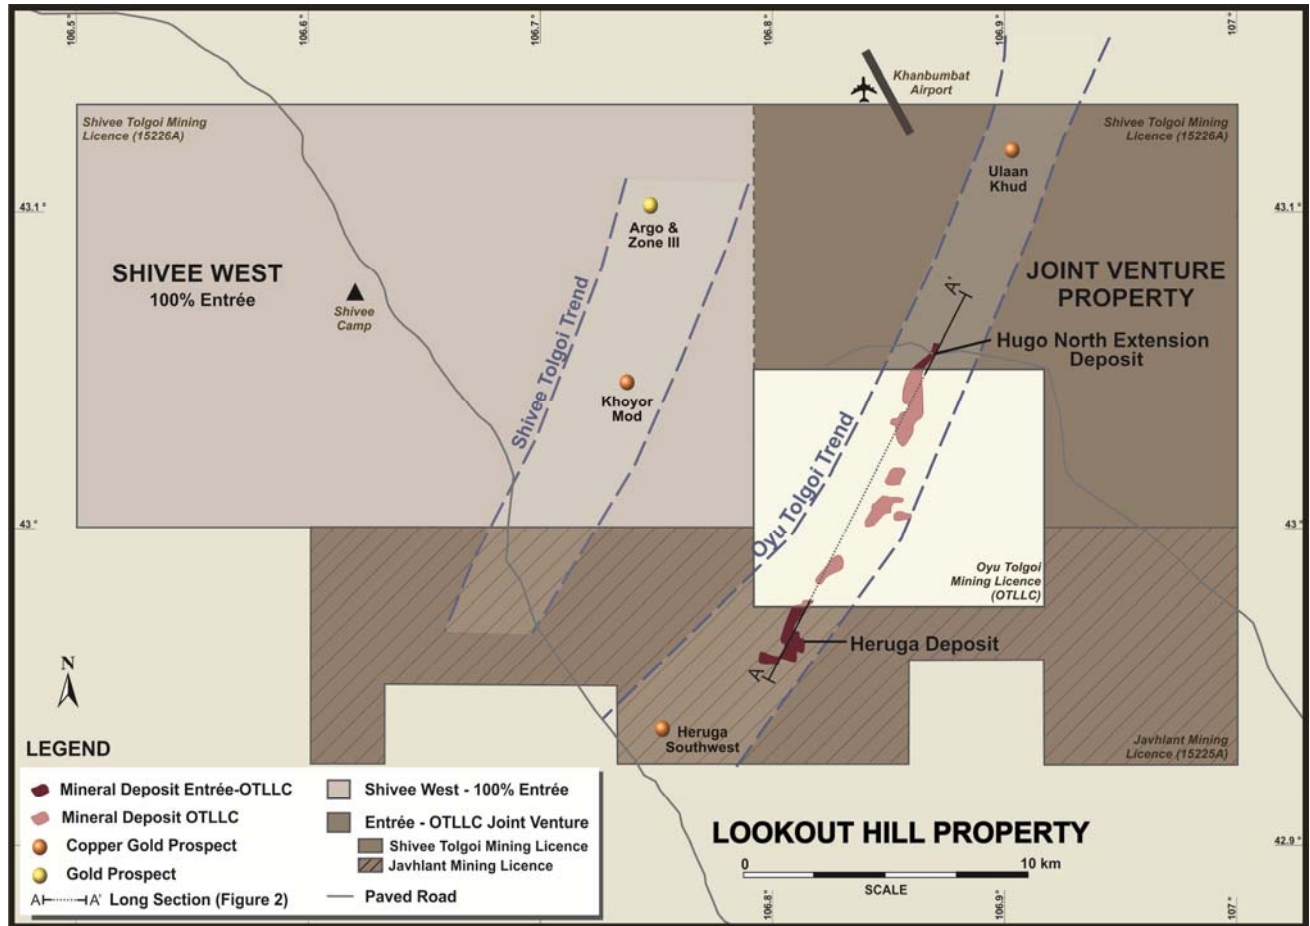 106.5°
106.6°
106.7°
106.8°
106.9°
107°
Khanbumbat
Airport
Shivee Tolgoi Mining
Licence (15226A)
Shivee Tolgoi Mining
Licence (15226A)
Ulaan
Khud
43.1°
43.1°
Argo &
Zone III
SHIVEE WEST
100% Entrée
JOINT VENTURE
PROPERTY
Shivee
Camp
A'
Hugo North Extension
Deposit
Shivee Tolgoi Trend
Khoyor
Mod
Oyu Tolgoi Trend
43°
43°
Oyu Tolgoi
Mining Licence
(OTLLC)
Heruga Deposit
A
N
Heruga
Southwest
Javhlant Mining
Licence (15225A)
LEGEND
Mineral Deposit Entrée-OTLLC
Mineral Deposit OTLLC
Copper Gold Prospect
Gold Prospect
A A' Long Section (Figure 2)
Shivee West - 100% Entrée
Entrée - OTLLC Joint Venture
Shivee Tolgoi Mining Licence
Javhlant Mining Licence
Paved Road
LOOKOUT HILL PROPERTY
0 10 km
SCALE
42.9°
106.8°
106.9°
107°